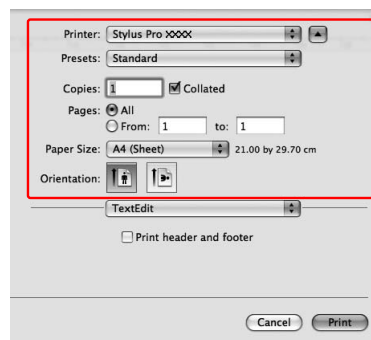 Printer: Stylus Pro XXXX
Presets: Standard
Copies: 1 Collated
Pages: All
From: 1 to: 1
Paper Size: A4 (Sheet) 21.00 by 29.70 cm
Orientation:
TextEdit
Print header and footer
Cancel Print